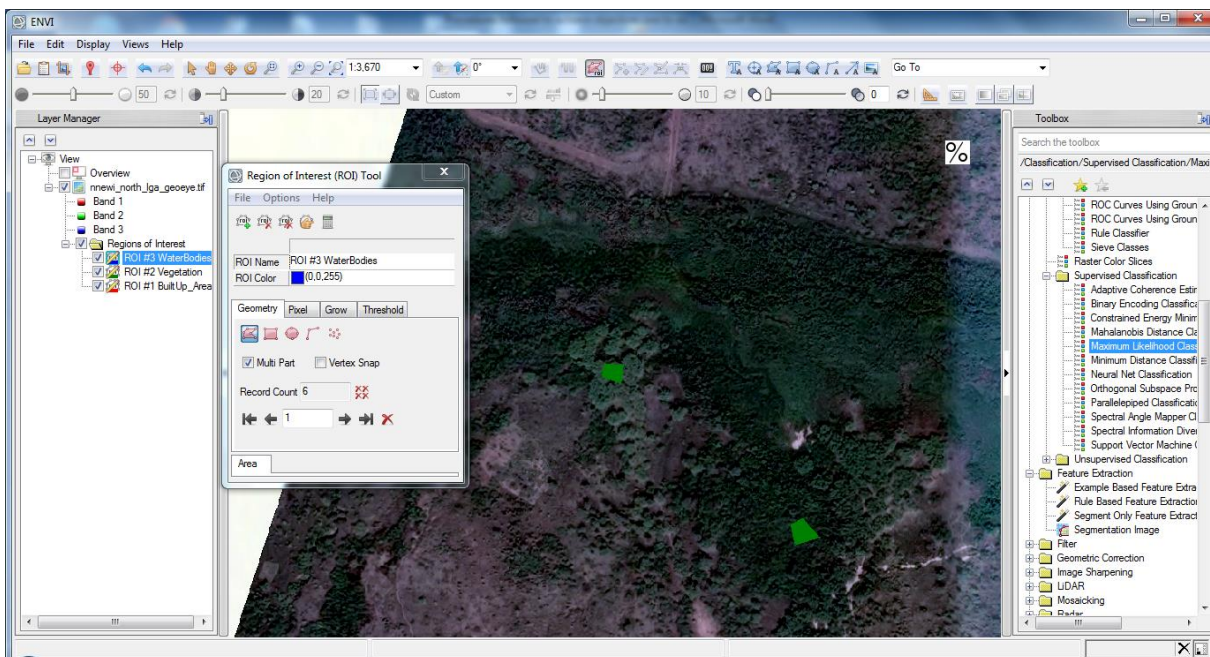 ENVI
File Edit Display Views Help
1:3,670 0° Go To
50 20 Custom 10 0
Layer Manager
View
Overview
nnewi_north_lga_geoeye.tif
Band 1
Band 2
Band 3
Regions of Interest
ROI #3 WaterBodies
ROI #2 Vegetation
ROI #1 BuiltUp_Area
Region of Interest (ROI) Tool
File Options Help
ROI Name ROI #3 WaterBodies
ROI Color (0,0,255)
Geometry Pixel Grow Threshold
Multi Part Vertex Snap
Record Count 6
1
Area
%
Toolbox
Search the toolbox
/Classification/Supervised Classification/Maxi
ROC Curves Using Groun
ROC Curves Using Groun
Rule Classifier
Sieve Classes
Raster Color Slices
Supervised Classification
Adaptive Coherence Estir
Binary Encoding Classifica
Constrained Energy Minim
Mahalanobis Distance Cla
Maximum Likelihood Class
Minimum Distance Classifi
Neural Net Classification
Orthogonal Subspace Pro
Parallelepiped Classificatio
Spectral Angle Mapper Cl
Spectral Information Diver
Support Vector Machine C
Unsupervised Classification
Feature Extraction
Example Based Feature Extra
Rule Based Feature Extraction
Segment Only Feature Extract
Segmentation Image
Filter
Geometric Correction
Image Sharpening
LiDAR
Mosaicking
Radar